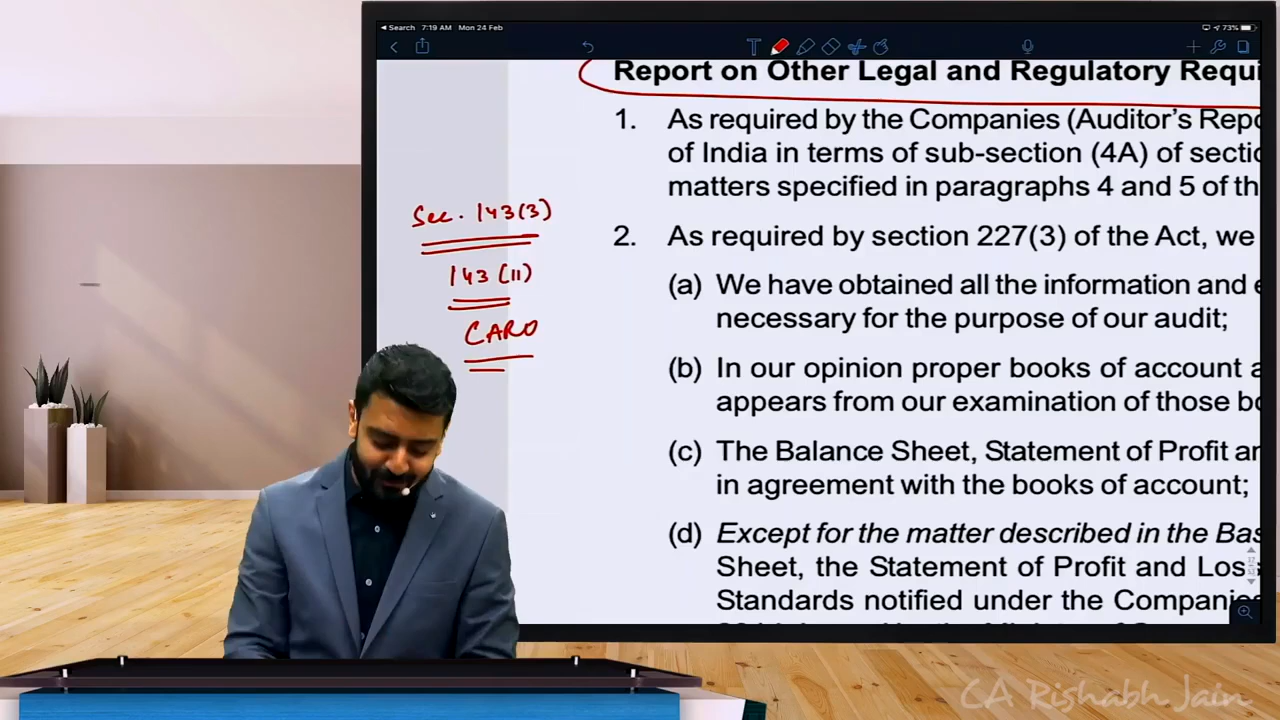 Search 7:19 AM Mon 24 Feb
73%
Report on Other Legal and Regulatory Requi
1. As required by the Companies (Auditor's Repo
of India in terms of sub-section (4A) of sectio
matters specified in paragraphs 4 and 5 of th
Sec. 143(3)
143 (11)
CARO
2. As required by section 227(3) of the Act, we
(a) We have obtained all the information and e
necessary for the purpose of our audit;
(b) In our opinion proper books of account a
appears from our examination of those bo
(c) The Balance Sheet, Statement of Profit an
in agreement with the books of account;
(d) Except for the matter described in the Bas
Sheet, the Statement of Profit and Loss
Standards notified under the Companie
CA Rishabh Jain